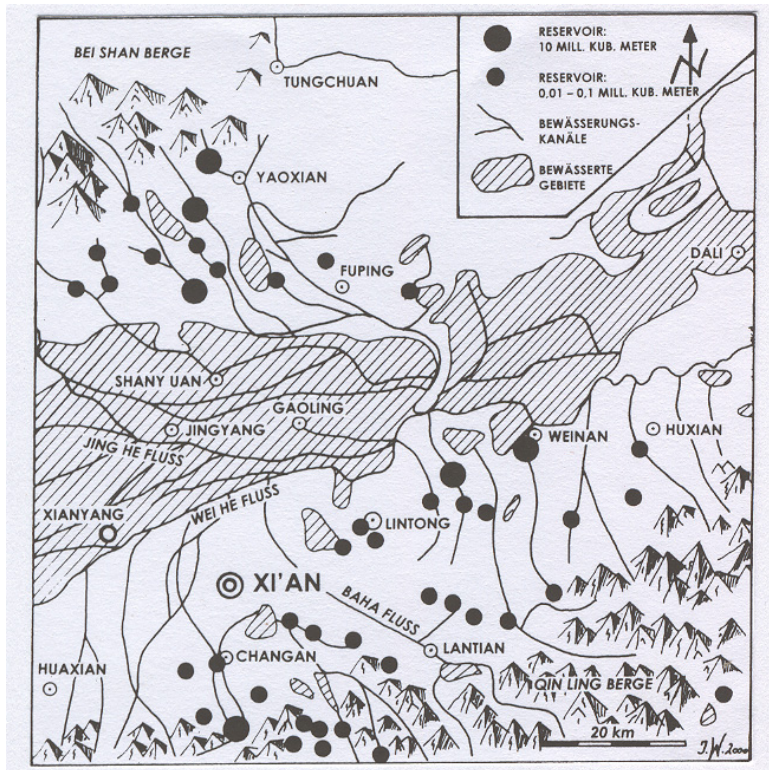 BEI SHAN BERGE
TUNGCHUAN
RESERVOIR:
10 MILL. KUB. METER
RESERVOIR:
0,01 – 0,1 MILL. KUB. METER
BEWÄSSERUNGS-
KANÄLE
BEWÄSSERTE
GEBIETE
N
YAOXIAN
DALI
FUPING
SHANY UAN
GAOLING
JINGYANG
WEINAN
HUXIAN
JING HE FLUSS
WEI HE FLUSS
XIANYANG
LINTONG
XI'AN
BAHA FLUSS
LANTIAN
CHANGAN
HUAXIAN
QIN LING BERGE
20 km
J.W. 2000